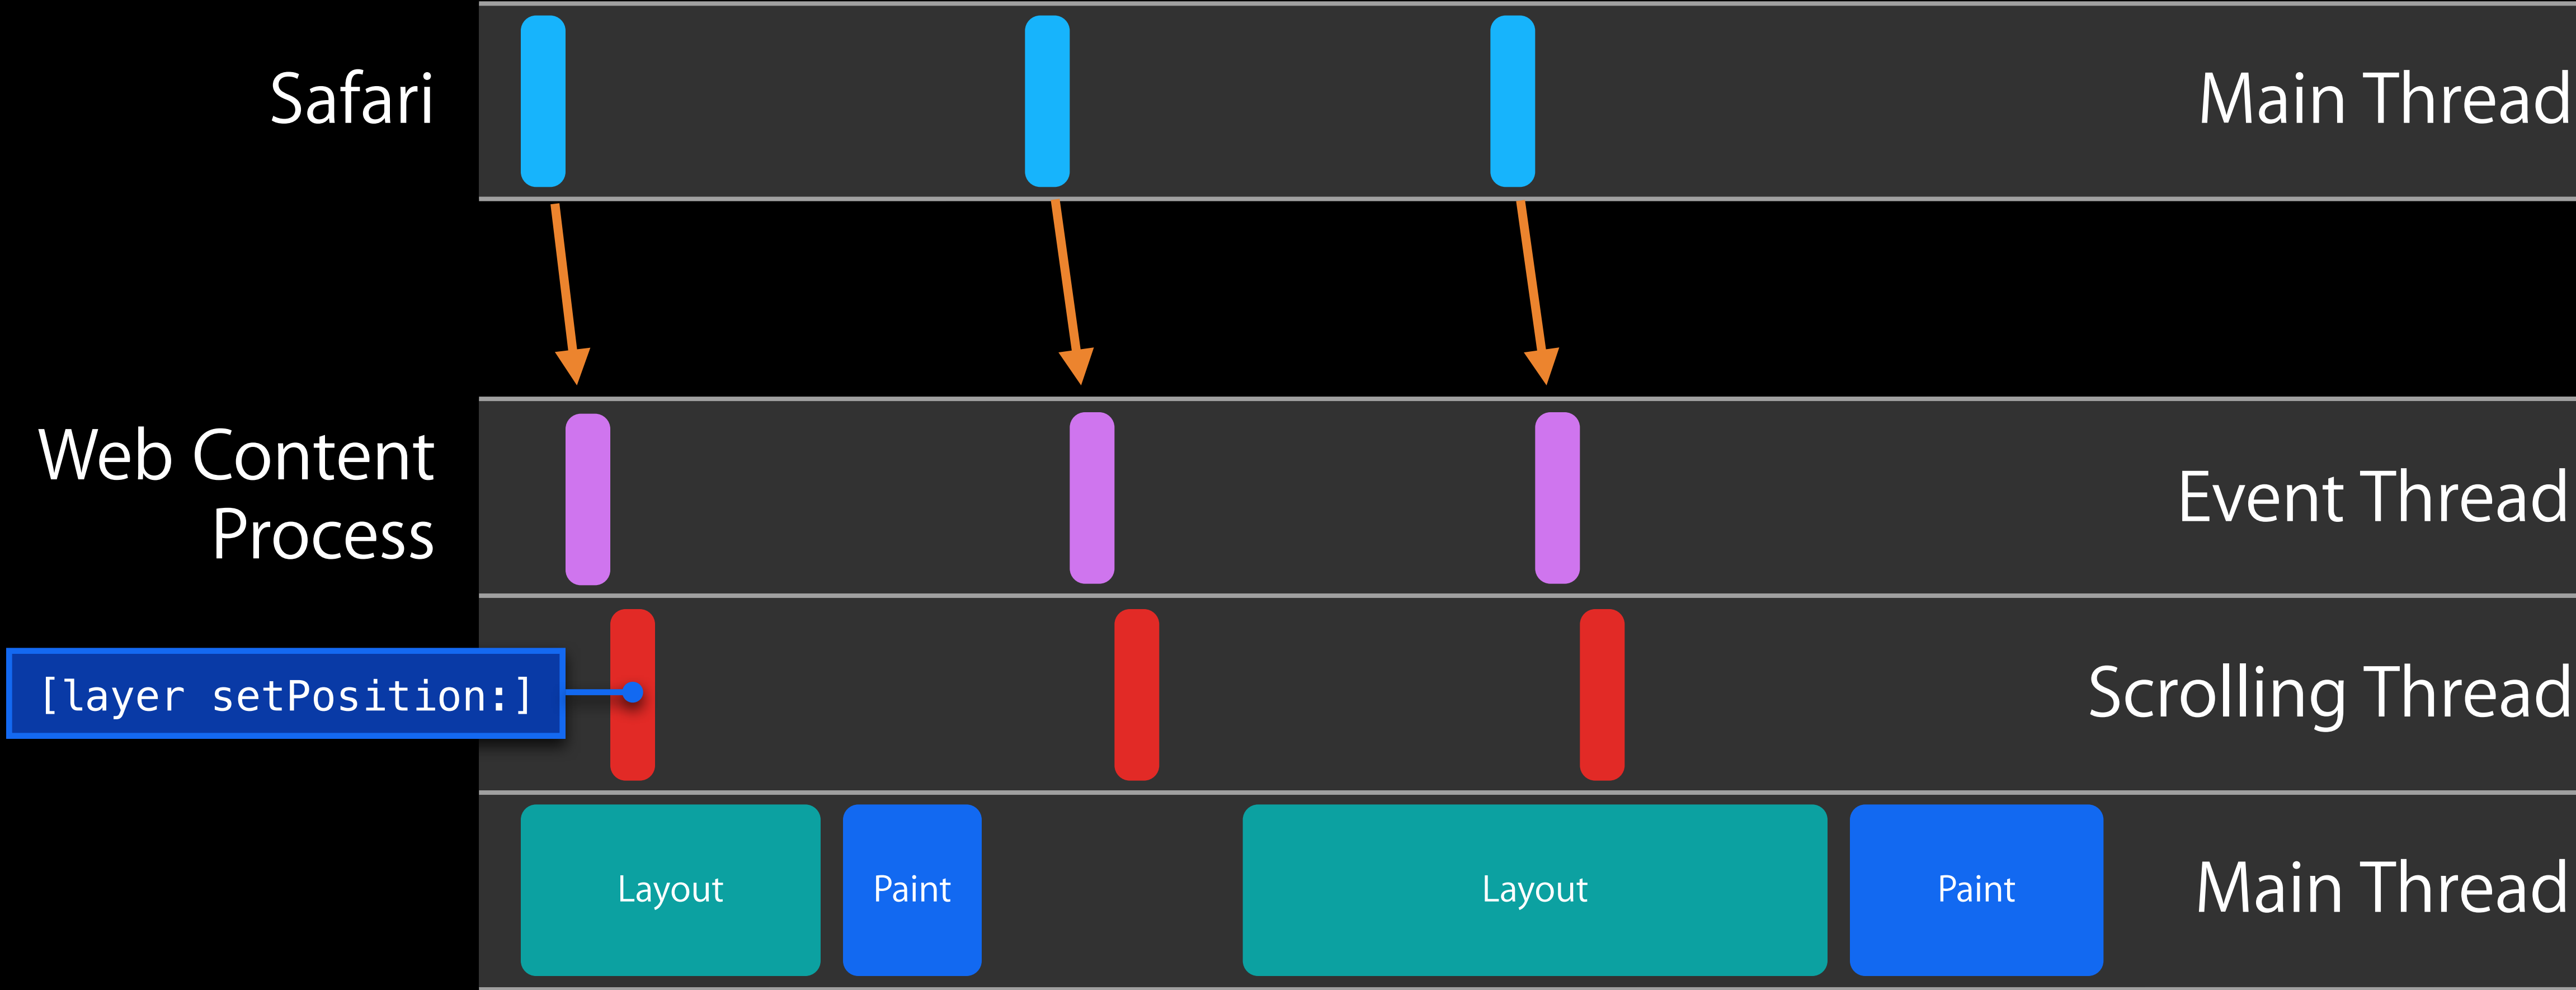 Safari
Main Thread
Web Content
Process
Event Thread
[layer setPosition:]
Scrolling Thread
Layout
Paint
Layout
Paint
Main Thread